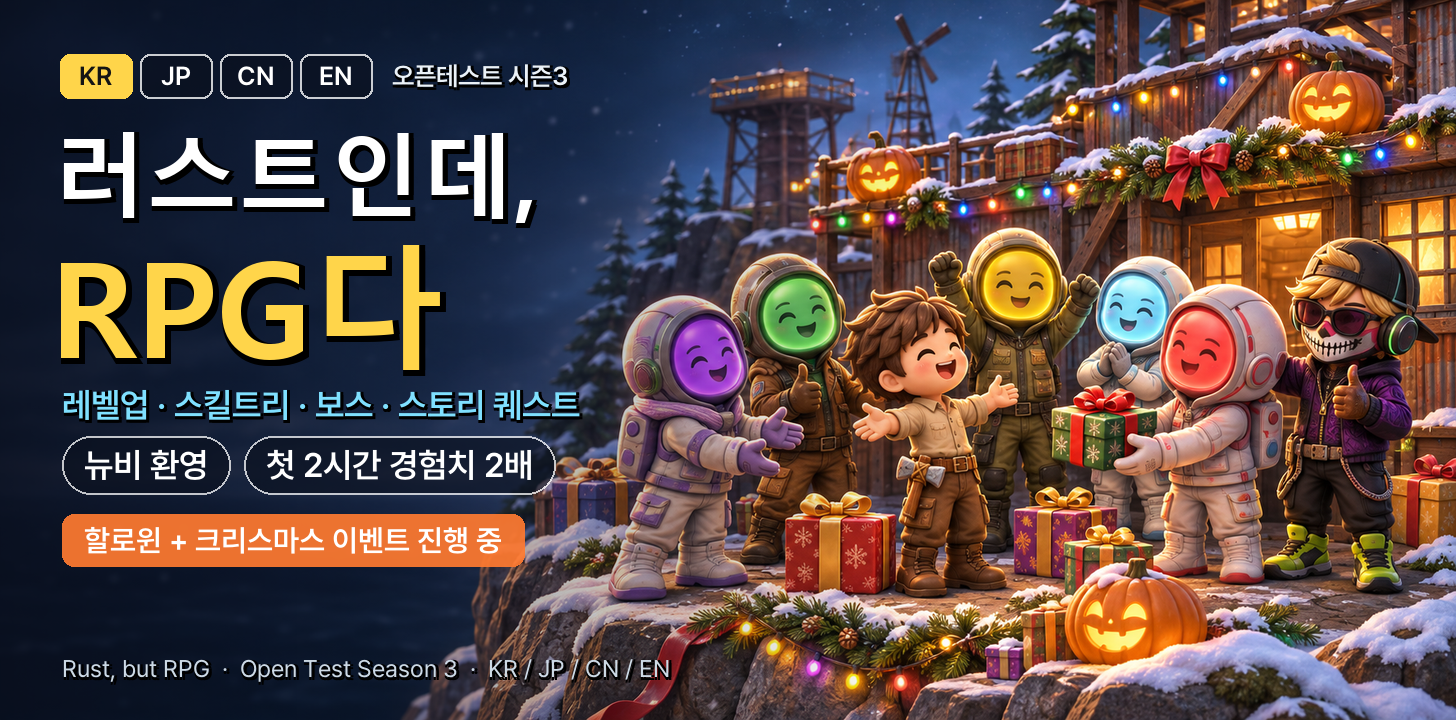 KR JP CN EN 오픈테스트 시즌3
러스트인데,
RPG다
레벨업 · 스킬트리 · 보스 · 스토리 퀘스트
뉴비 환영 첫 2시간 경험치 2배
할로윈 + 크리스마스 이벤트 진행 중
Rust, but RPG · Open Test Season 3 · KR / JP / CN / EN